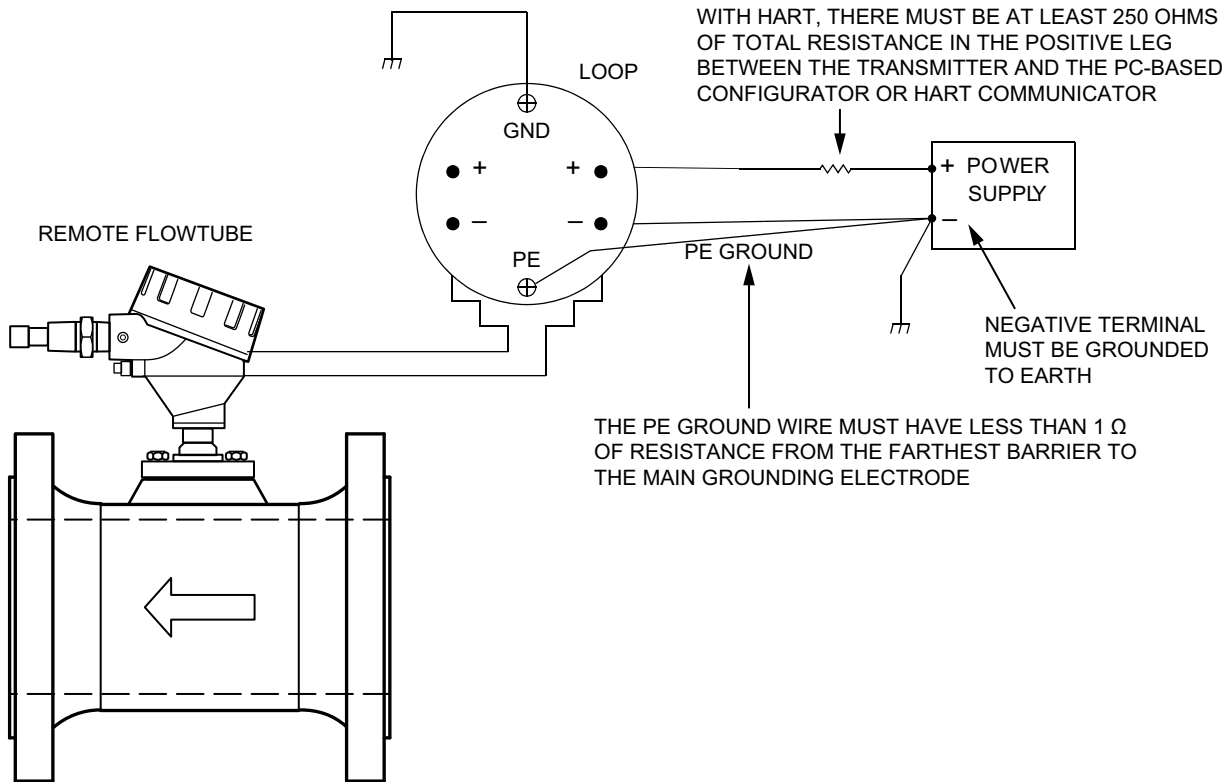 WITH HART, THERE MUST BE AT LEAST 250 OHMS
OF TOTAL RESISTANCE IN THE POSITIVE LEG
BETWEEN THE TRANSMITTER AND THE PC-BASED
CONFIGURATOR OR HART COMMUNICATOR
LOOP
GND
+ +
− −
PE
+ POWER
SUPPLY
−
PE GROUND
REMOTE FLOWTUBE
NEGATIVE TERMINAL
MUST BE GROUNDED
TO EARTH
THE PE GROUND WIRE MUST HAVE LESS THAN 1 Ω
OF RESISTANCE FROM THE FARTHEST BARRIER TO
THE MAIN GROUNDING ELECTRODE